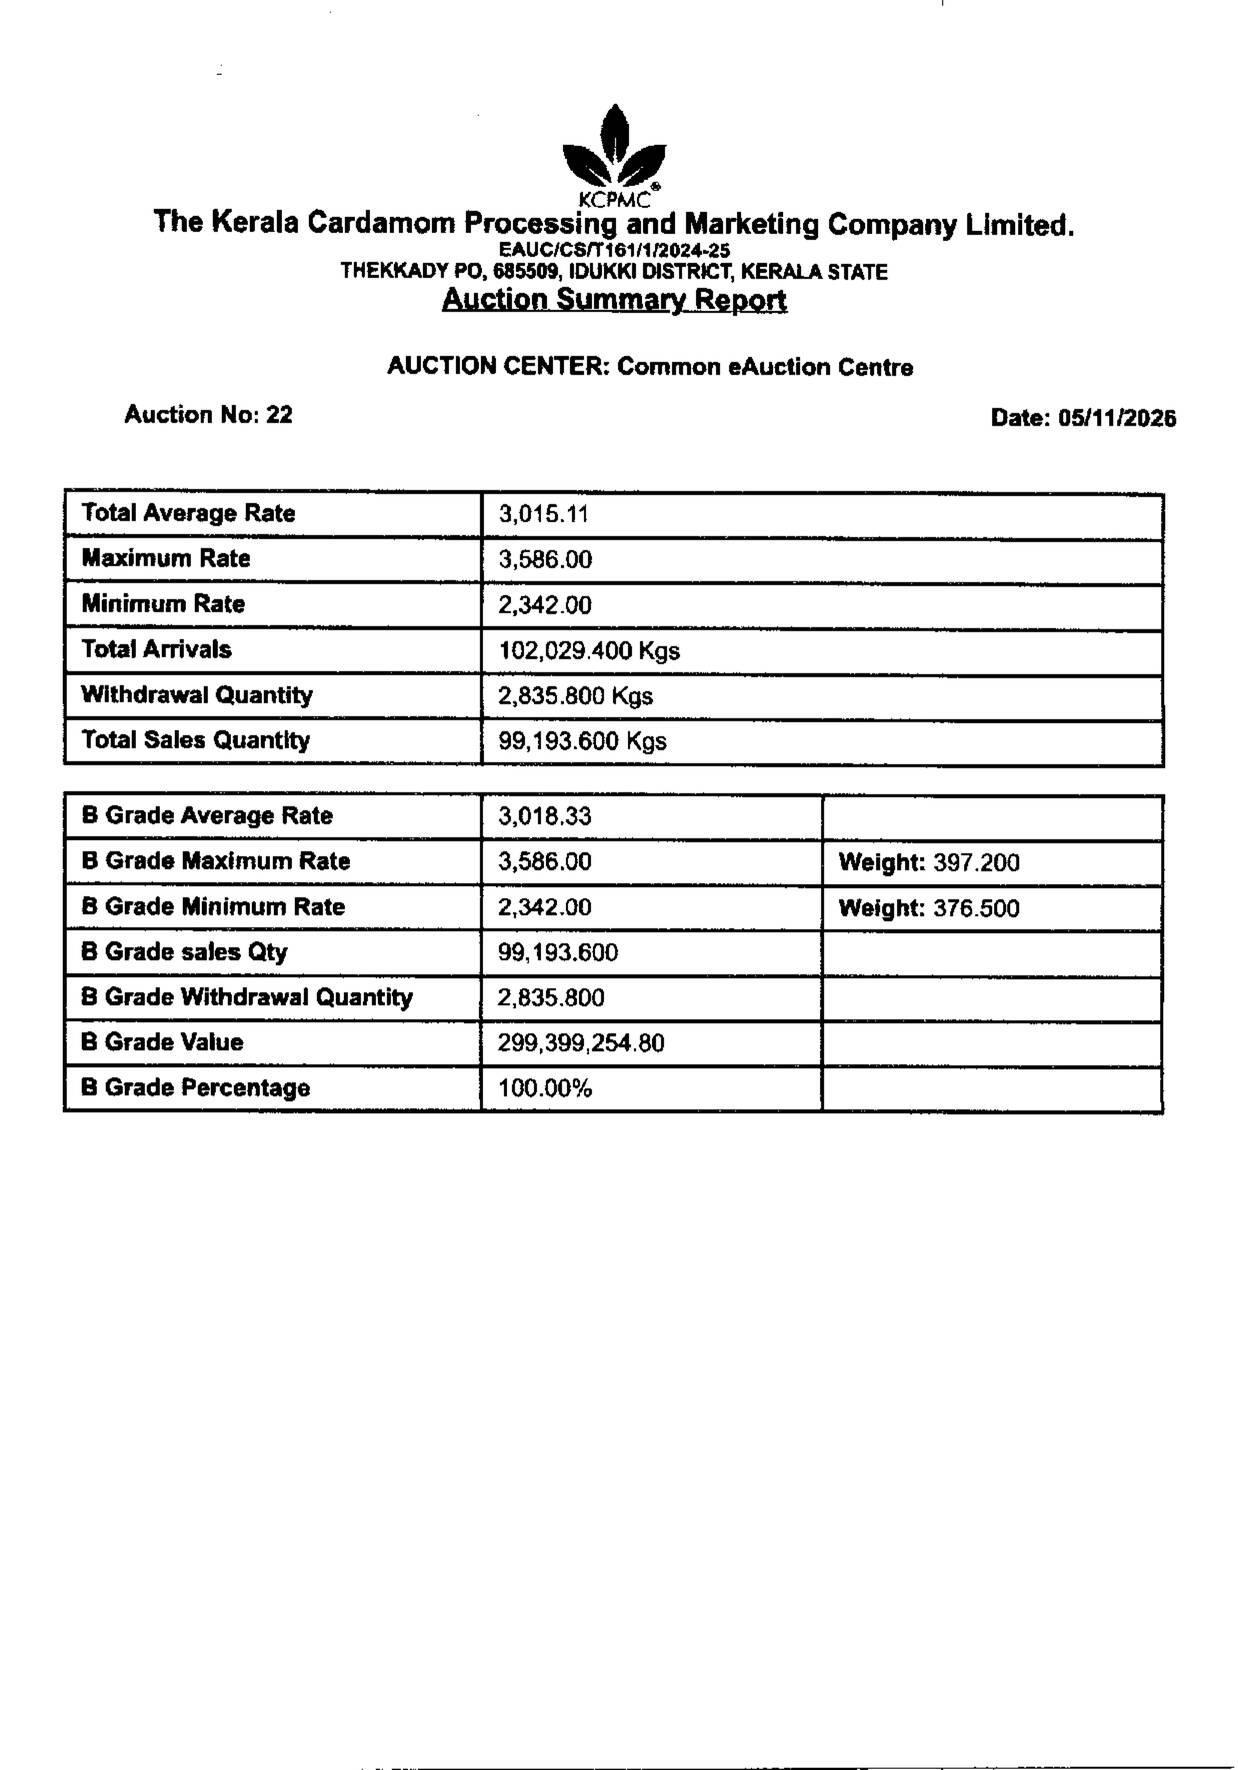 KCPMC®
The Kerala Cardamom Processing and Marketing Company Limited.
EAUC/CS/T161/1/2024-25
THEKKADY PO, 685509, IDUKKI DISTRICT, KERALA STATE
Auction Summary Report
AUCTION CENTER: Common eAuction Centre
Auction No: 22 Date: 05/11/2026
Total Average Rate 3,015.11
Maximum Rate 3,586.00
Minimum Rate 2,342.00
Total Arrivals 102,029.400 Kgs
Withdrawal Quantity 2,835.800 Kgs
Total Sales Quantity 99,193.600 Kgs
B Grade Average Rate 3,018.33
B Grade Maximum Rate 3,586.00 Weight: 397.200
B Grade Minimum Rate 2,342.00 Weight: 376.500
B Grade sales Qty 99,193.600
B Grade Withdrawal Quantity 2,835.800
B Grade Value 299,399,254.80
B Grade Percentage 100.00%